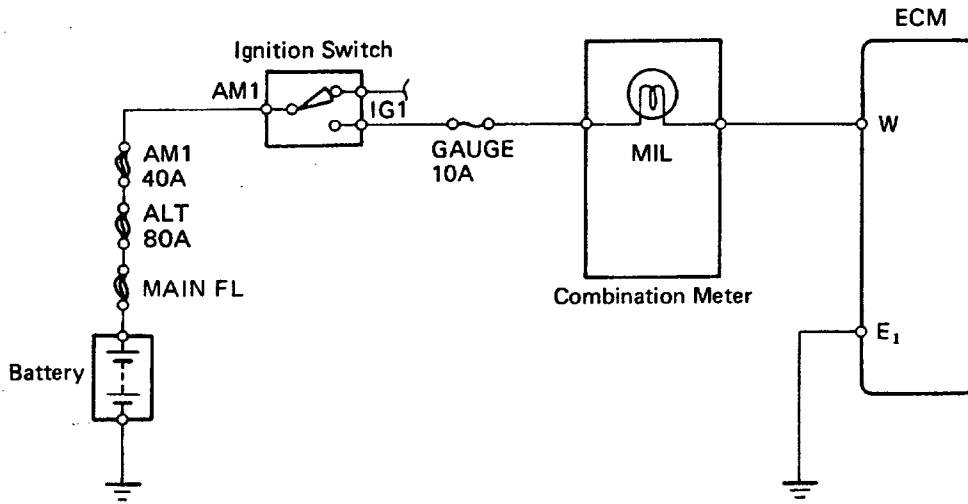 ECM
Ignition Switch
AM1
IG1
W
GAUGE
10A
MIL
AM1
40A
ALT
80A
MAIN FL
Combination Meter
E1
Battery